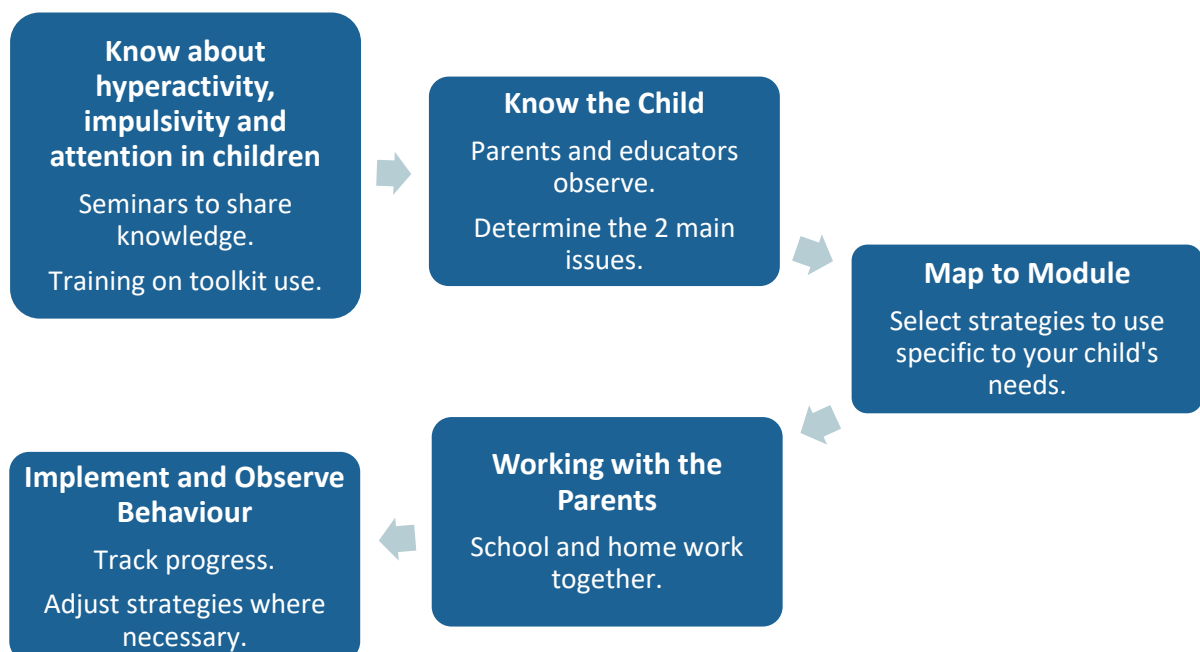 Know about
hyperactivity,
impulsivity and
attention in children
Seminars to share
knowledge.
Training on toolkit use.
Know the Child
Parents and educators
observe.
Determine the 2 main
issues.
Map to Module
Select strategies to use
specific to your child's
needs.
Working with the
Parents
School and home work
together.
Implement and Observe
Behaviour
Track progress.
Adjust strategies where
necessary.